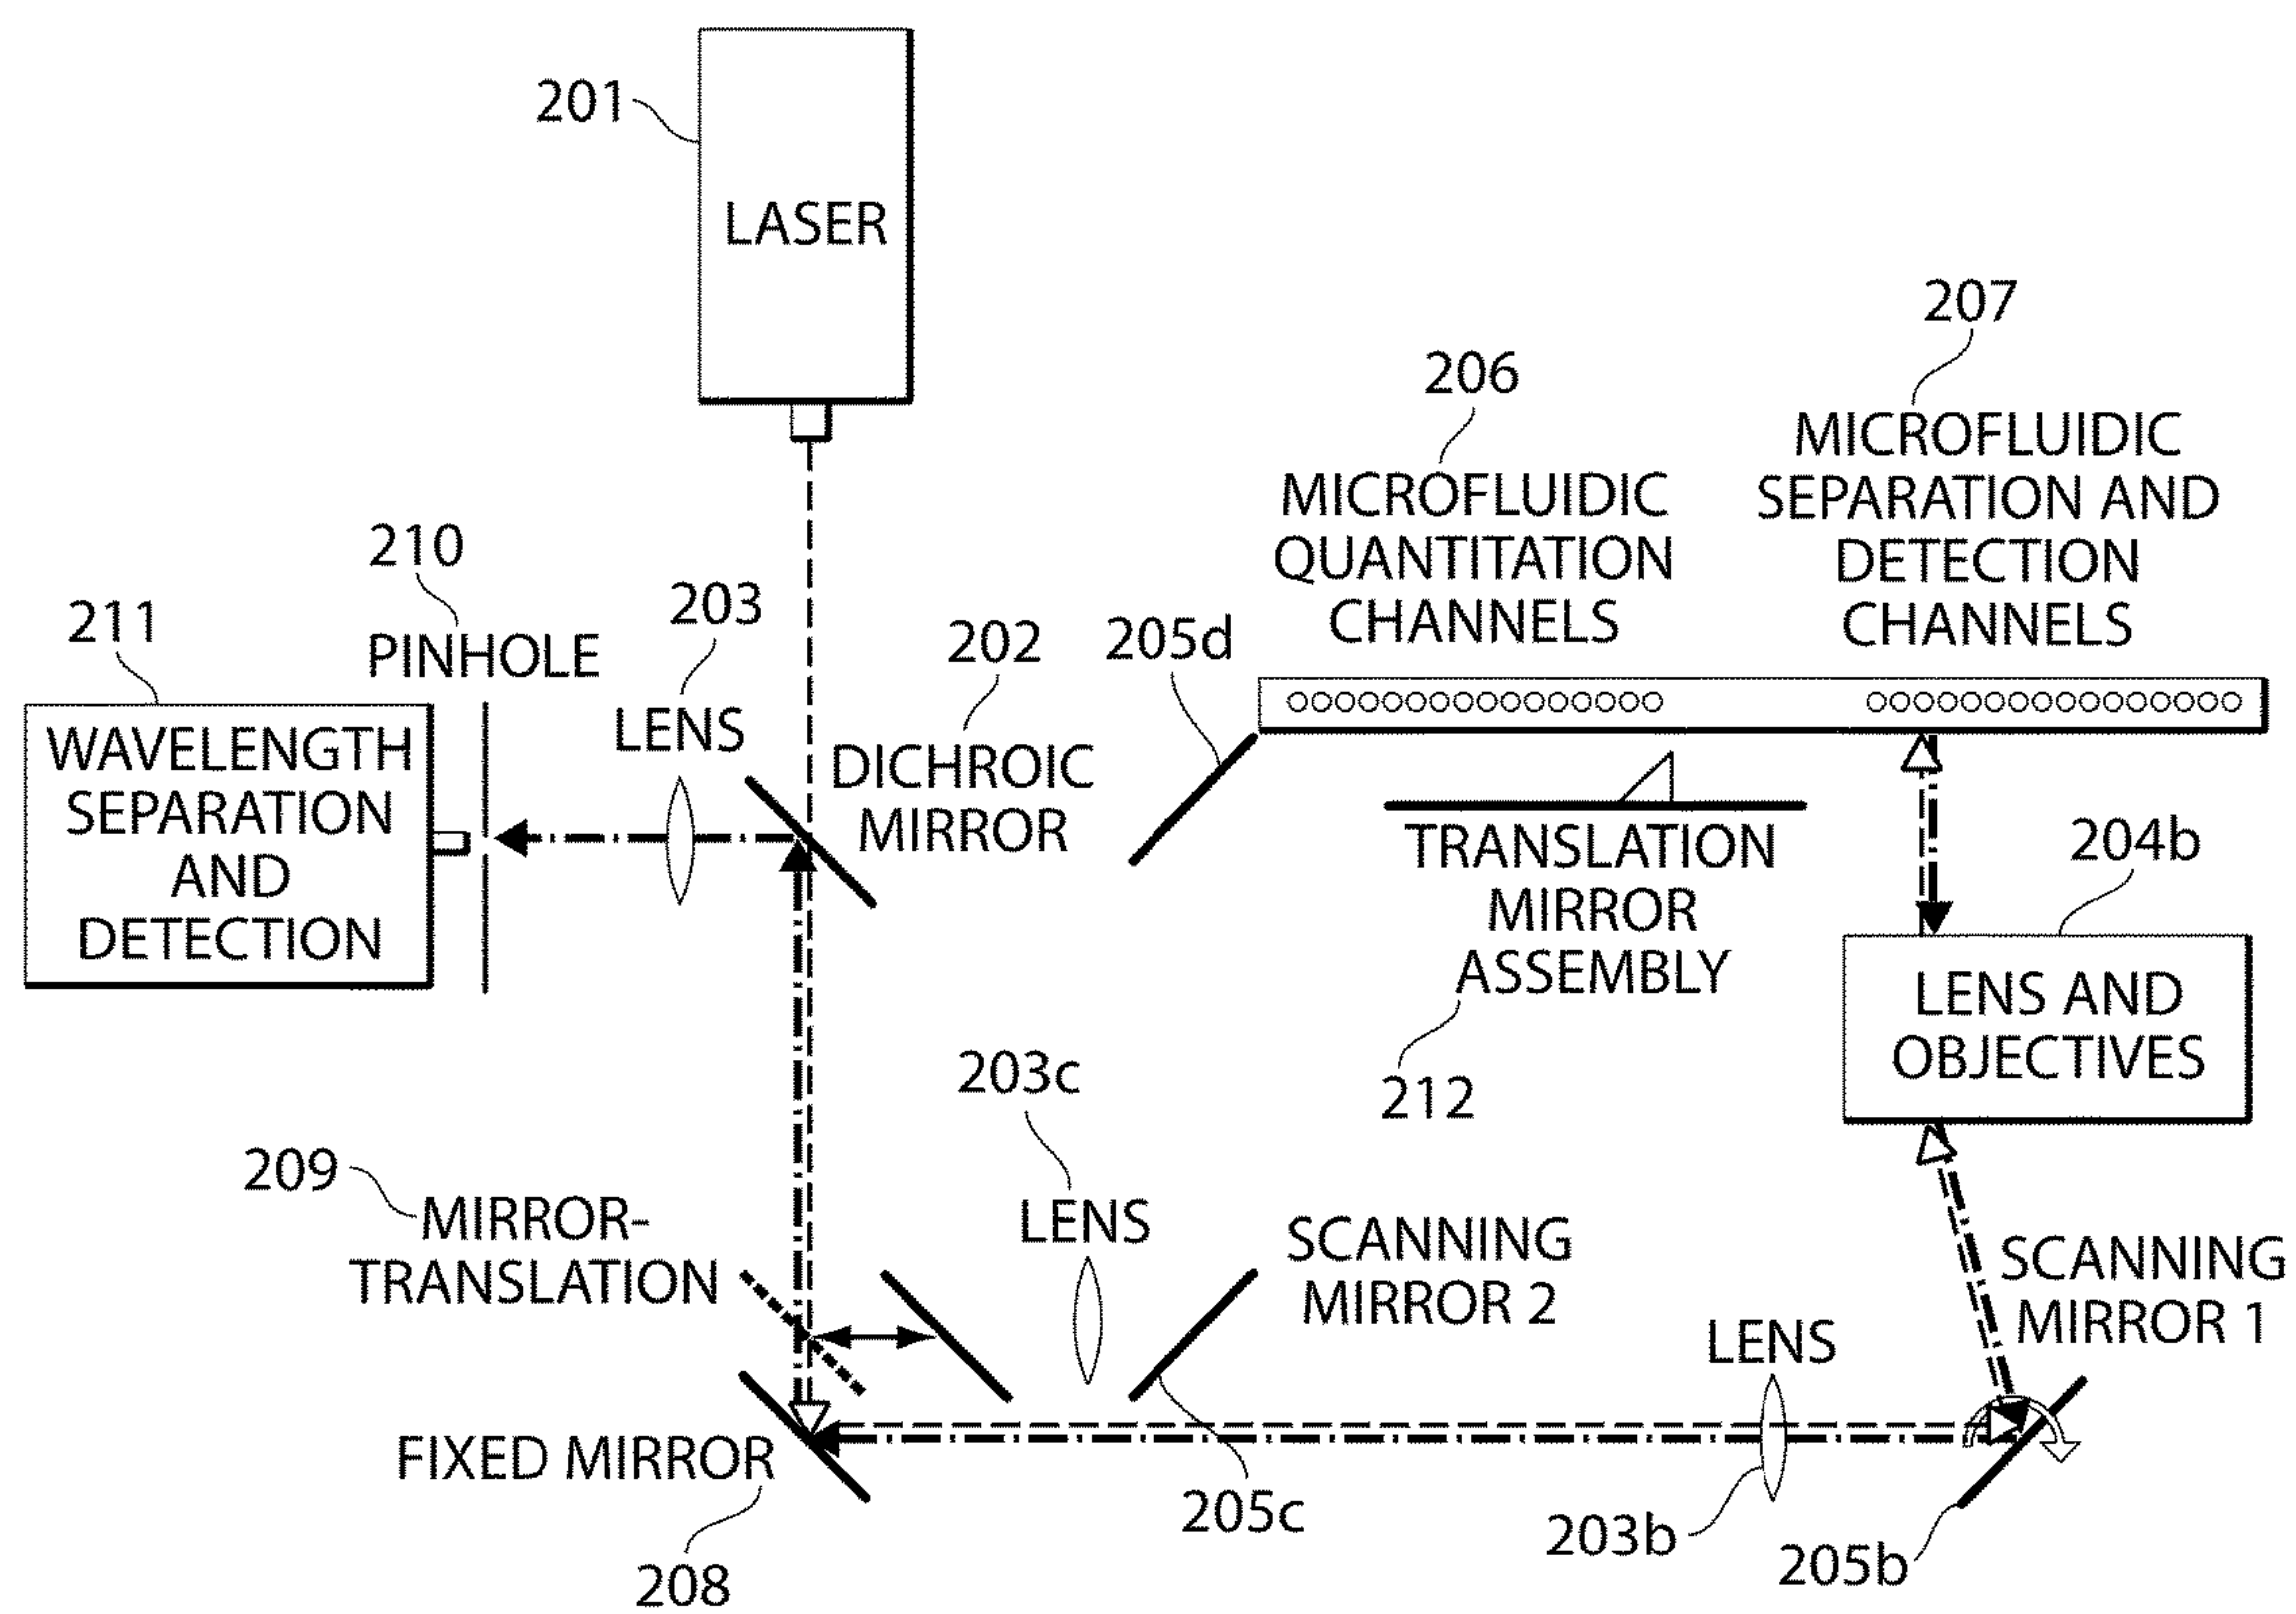 201
LASER
207
206
MICROFLUIDIC
SEPARATION AND
DETECTION
CHANNELS
MICROFLUIDIC
QUANTITATION
CHANNELS
210
PINHOLE
211
WAVELENGTH
SEPARATION
AND
DETECTION
203
LENS
202
DICHROIC
MIRROR
205d
TRANSLATION
MIRROR
ASSEMBLY
212
204b
LENS AND
OBJECTIVES
203c
LENS
209
MIRROR-
TRANSLATION
SCANNING
MIRROR 2
SCANNING
MIRROR 1
LENS
FIXED MIRROR
208
205c
203b
205b